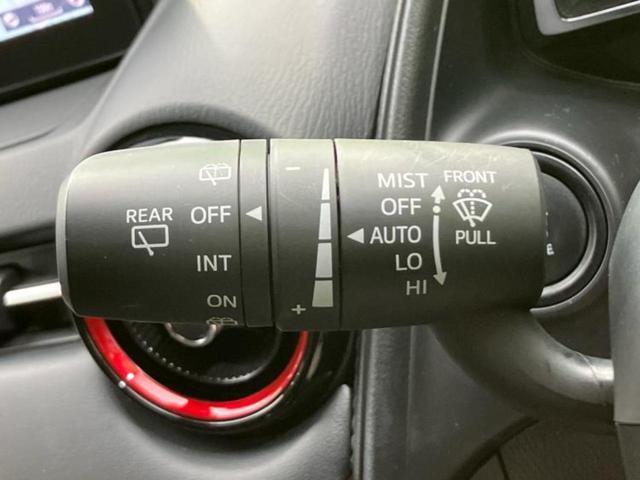 REAR
OFF
INT
ON
−
+
MIST
OFF
AUTO
LO
HI
FRONT
PULL
E